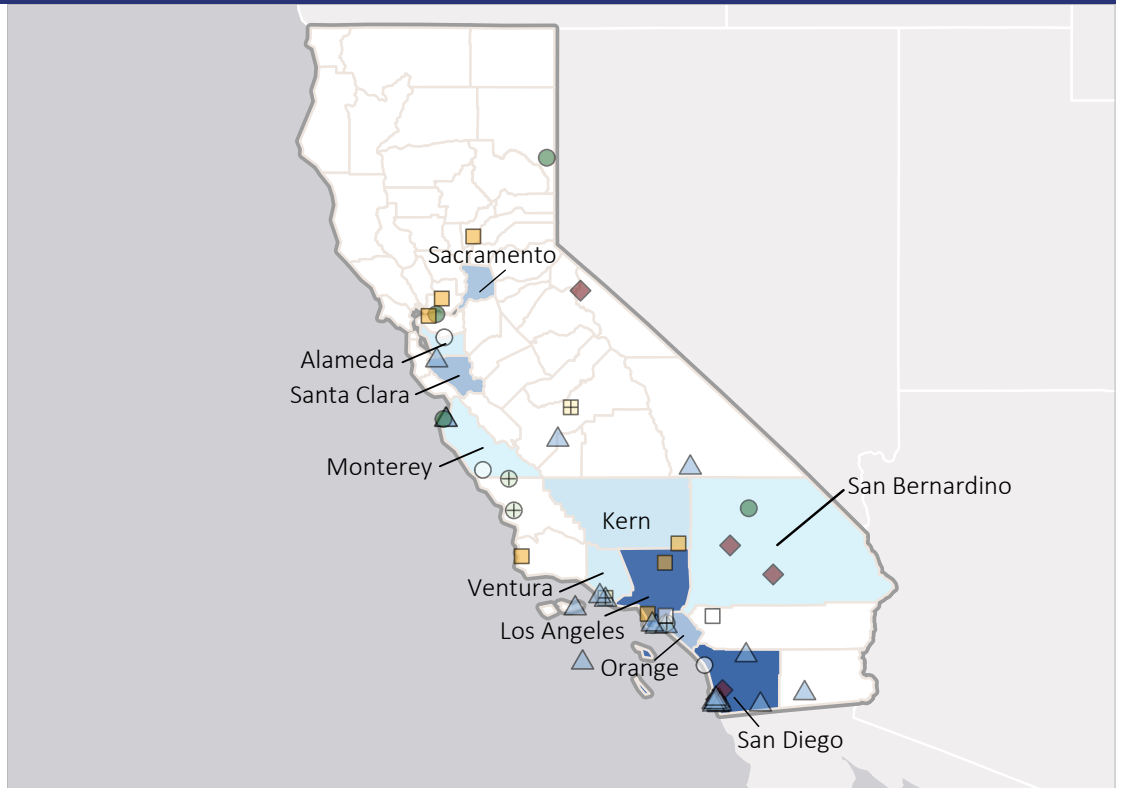 Sacramento
Alameda
Santa Clara
Monterey
San Bernardino
Kern
Ventura
Los Angeles
Orange
San Diego